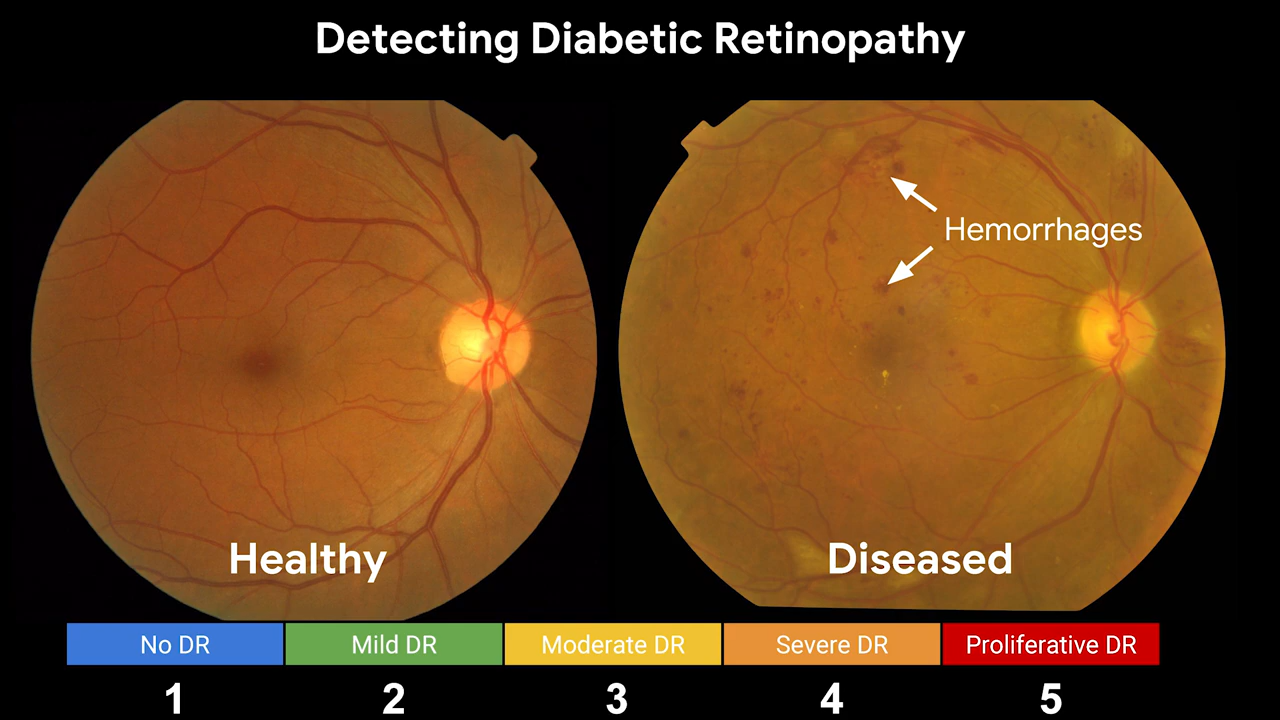 Detecting Diabetic Retinopathy
Hemorrhages
Healthy
Diseased
No DR
Mild DR
Moderate DR
Severe DR
Proliferative DR
1
2
3
4
5